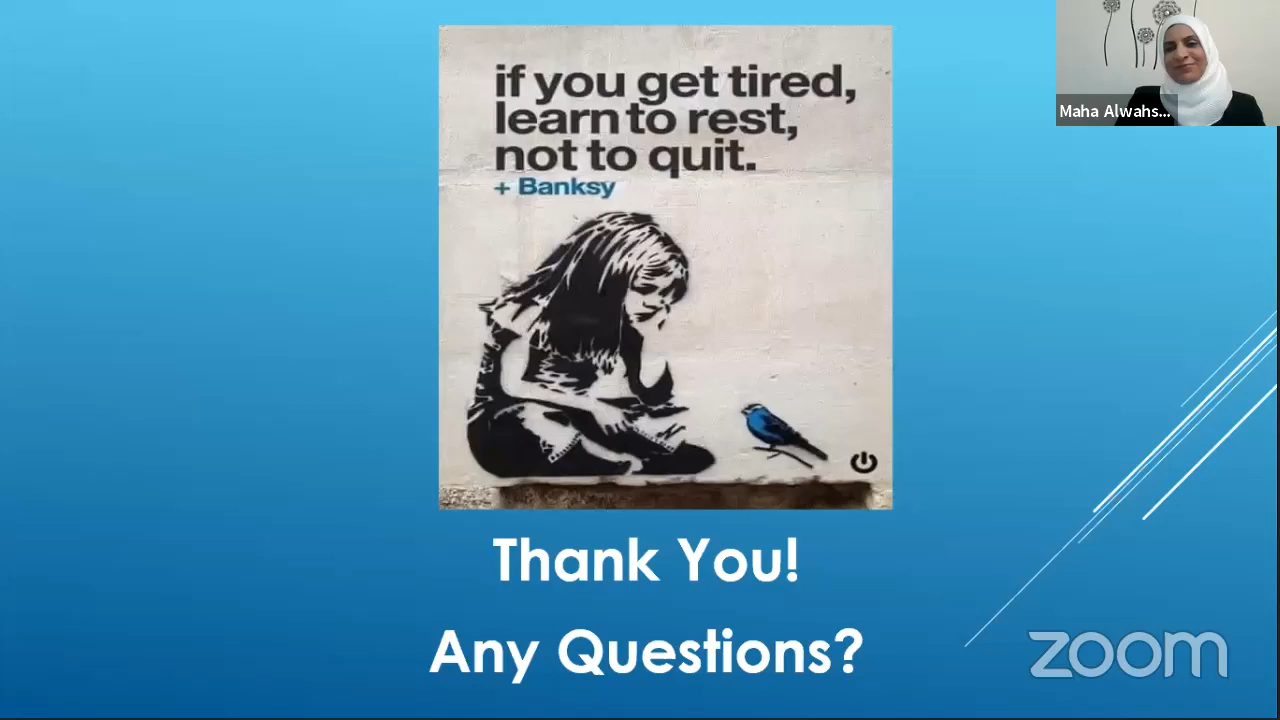 if you get tired,
learn to rest,
not to quit.
+ Banksy
Maha Alwahs...
Thank You!
Any Questions?
zoom